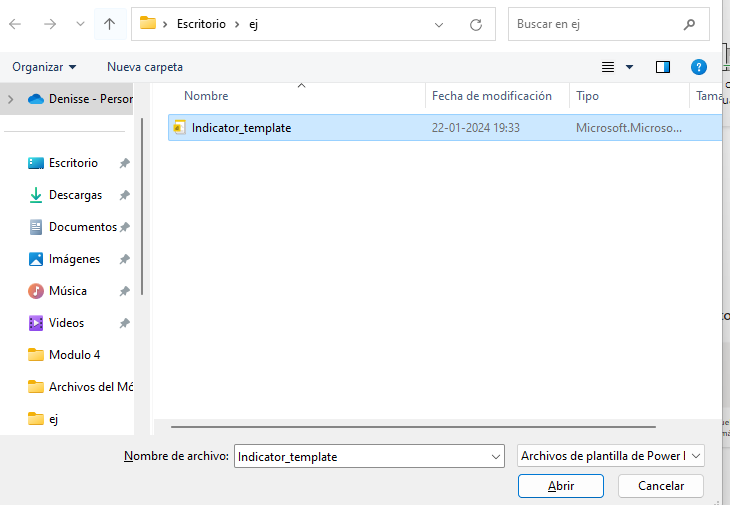 Escritorio
ej
Buscar en ej
Organizar
Nueva carpeta
Denisse - Person
Nombre
Fecha de modificación
Tipo
Tama
Indicator_template
22-01-2024 19:33
Microsoft.Microso...
Escritorio
Descargas
Documentos
Imágenes
Música
Videos
Modulo 4
Archivos del Mó
ej
Nombre de archivo:
Indicator_template
Archivos de plantilla de Power
Abrir
Cancelar